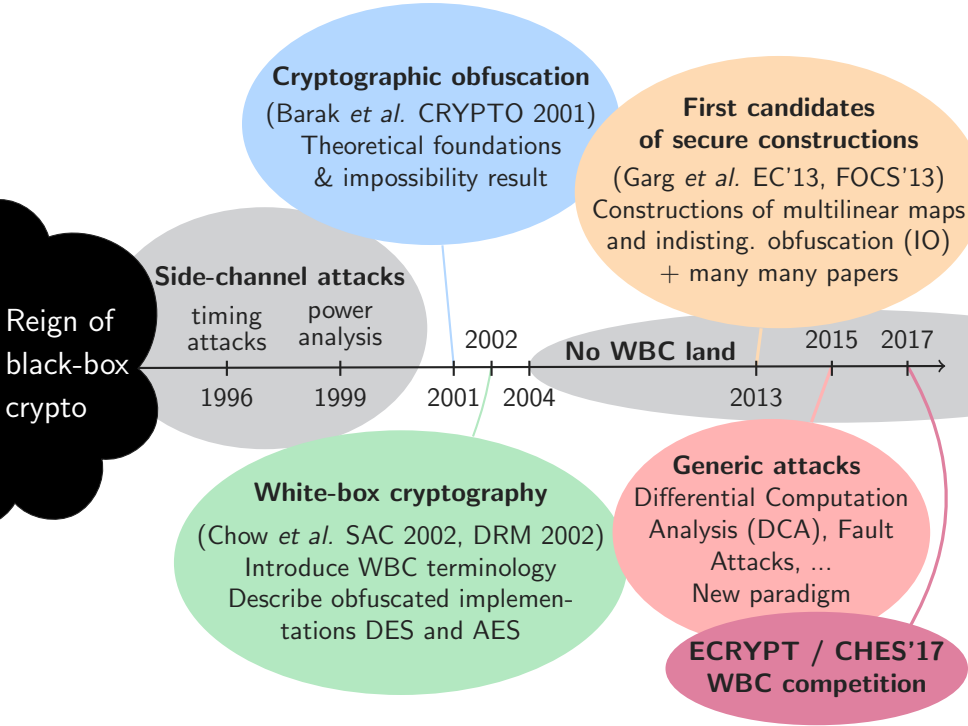 Cryptographic obfuscation
(Barak et al. CRYPTO 2001)
Theoretical foundations
& impossibility result
First candidates
of secure constructions
(Garg et al. EC'13, FOCS'13)
Constructions of multilinear maps
and indisting. obfuscation (IO)
+ many many papers
Reign of
black-box
crypto
Side-channel attacks
timing
attacks
power
analysis
1996
1999
2001
2002
2004
No WBC land
2013
2015
2017
White-box cryptography
(Chow et al. SAC 2002, DRM 2002)
Introduce WBC terminology
Describe obfuscated implemen-
tations DES and AES
Generic attacks
Differential Computation
Analysis (DCA), Fault
Attacks, ...
New paradigm
ECRYPT / CHES'17
WBC competition